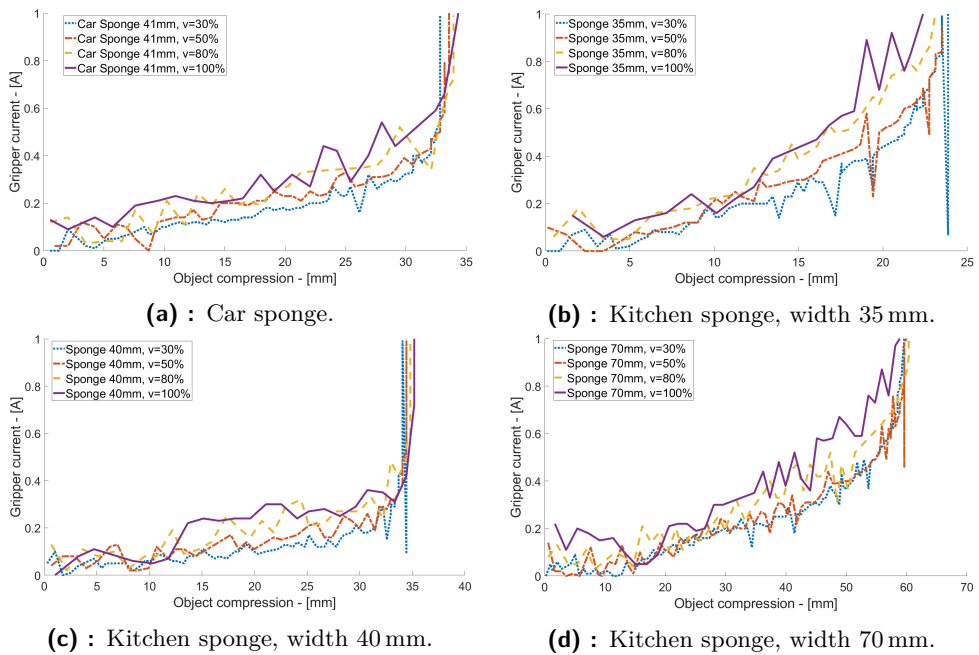 1
0.8
0.6
0.4
0.2
0
Gripper current - [A]
Car Sponge 41mm, v=30%
Car Sponge 41mm, v=50%
Car Sponge 41mm, v=80%
Car Sponge 41mm, v=100%
0 5 10 15 20 25 30 35
Object compression - [mm]
(a) : Car sponge.
1
0.8
0.6
0.4
0.2
0
Gripper current - [A]
Sponge 35mm, v=30%
Sponge 35mm, v=50%
Sponge 35mm, v=80%
Sponge 35mm, v=100%
0 5 10 15 20 25
Object compression - [mm]
(b) : Kitchen sponge, width 35 mm.
1
0.8
0.6
0.4
0.2
0
Gripper current - [A]
Sponge 40mm, v=30%
Sponge 40mm, v=50%
Sponge 40mm, v=80%
Sponge 40mm, v=100%
0 5 10 15 20 25 30 35 40
Object compression - [mm]
(c) : Kitchen sponge, width 40 mm.
1
0.8
0.6
0.4
0.2
0
Gripper current - [A]
Sponge 70mm, v=30%
Sponge 70mm, v=50%
Sponge 70mm, v=80%
Sponge 70mm, v=100%
0 10 20 30 40 50 60 70
Object compression - [mm]
(d) : Kitchen sponge, width 70 mm.